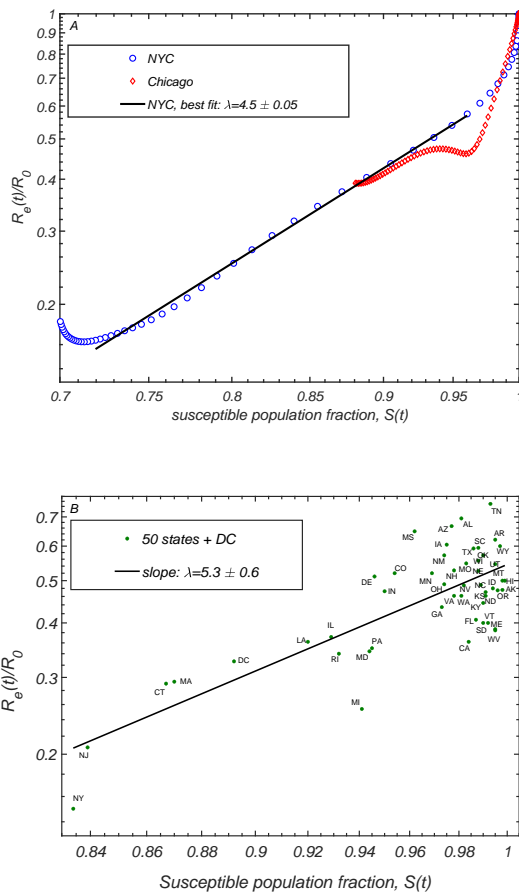 A
NYC
Chicago
NYC, best fit: λ=4.5 ± 0.05
1
0.9
0.8
0.7
0.6
0.5
0.4
0.3
0.2
R_e(t)/R_0
0.7
0.75
0.8
0.85
0.9
0.95
1
susceptible population fraction, S(t)
B
50 states + DC
slope: λ=5.3 ± 0.6
0.7
0.6
0.5
0.4
0.3
0.2
R_e(t)/R_0
TN
AL
AZ
MS
AR
SC
IA
TX
WY
OK
NM
WI
MO
UT
CO
NH
NE
MT
DE
MN
HI
OH
NV
NC
ID
AK
IN
VA
WA
KS
OR
GA
KY
ND
FL
VT
ME
SD
WV
IL
LA
CA
PA
RI
MD
DC
MA
CT
MI
NJ
NY
0.84
0.86
0.88
0.9
0.92
0.94
0.96
0.98
1
Susceptible population fraction, S(t)